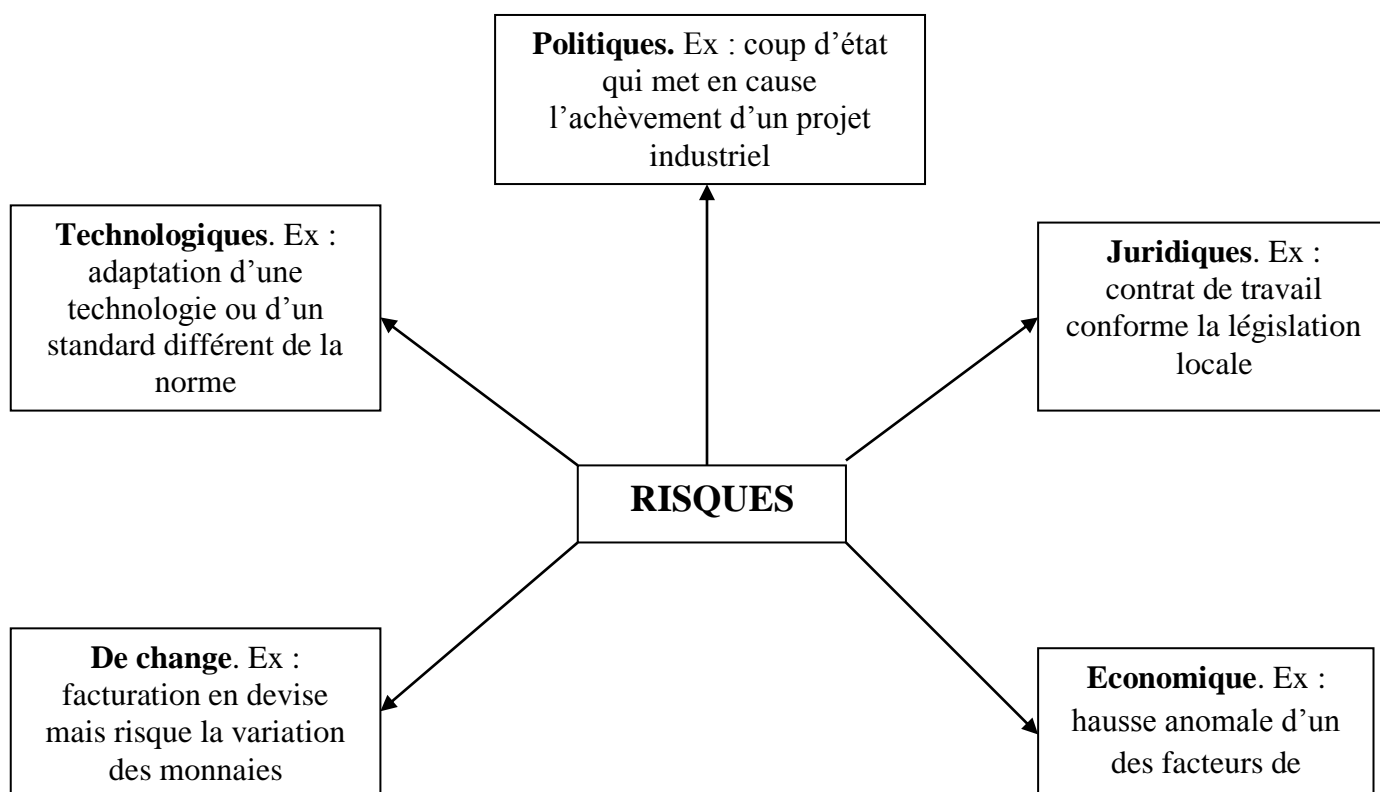 Politiques. Ex : coup d’état
qui met en cause
l’achèvement d’un projet
industriel
Technologiques. Ex :
adaptation d’une
technologie ou d’un
standard différent de la
norme
Juridiques. Ex :
contrat de travail
conforme la législation
locale
RISQUES
De change. Ex :
facturation en devise
mais risque la variation
des monnaies
Economique. Ex :
hausse anomale d’un
des facteurs de